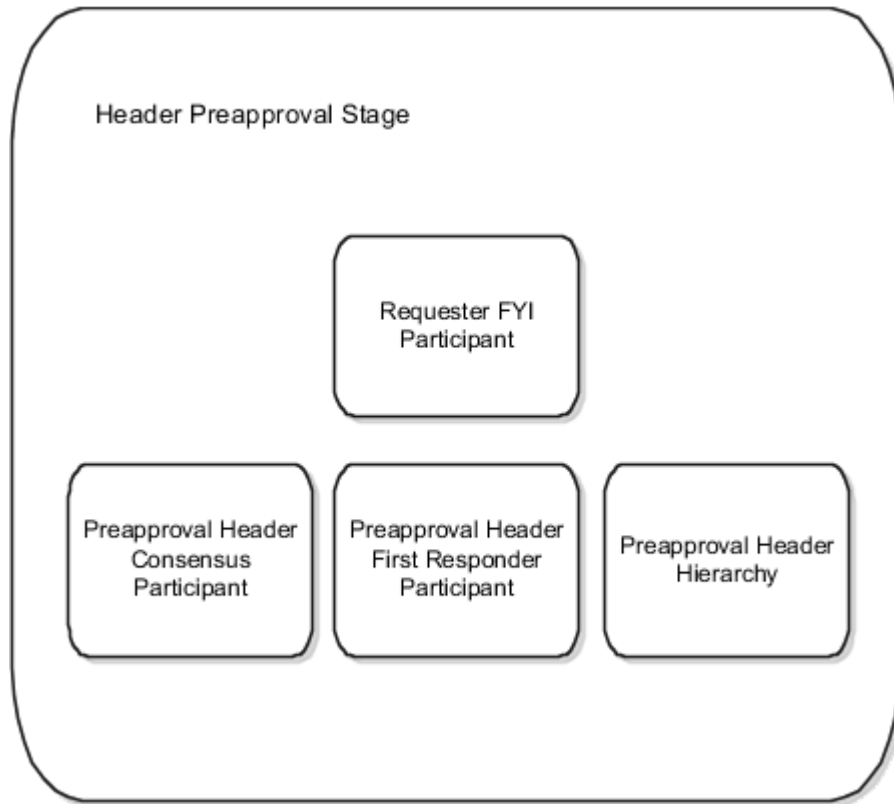 Header Preapproval Stage
Requester FYI
Participant
Preapproval Header
Consensus
Participant
Preapproval Header
First Responder
Participant
Preapproval Header
Hierarchy